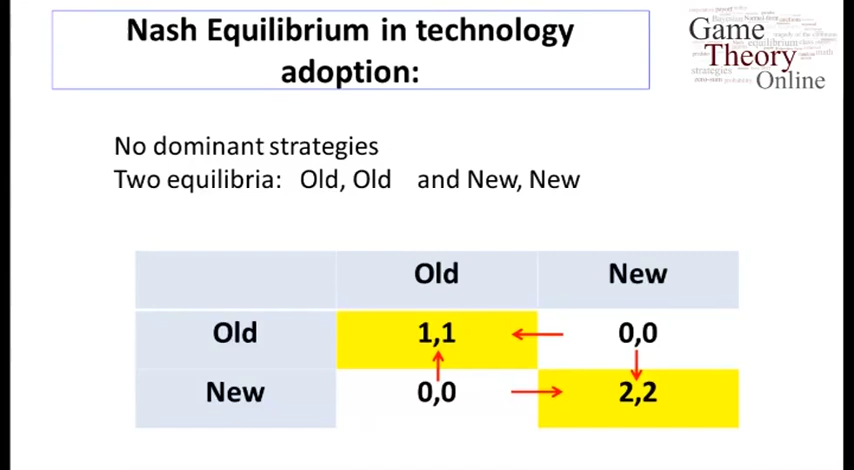 Nash Equilibrium in technology
adoption:
Game
Theory
Online
No dominant strategies
Two equilibria: Old, Old and New, New
Old New
Old 1,1 0,0
New 0,0 2,2